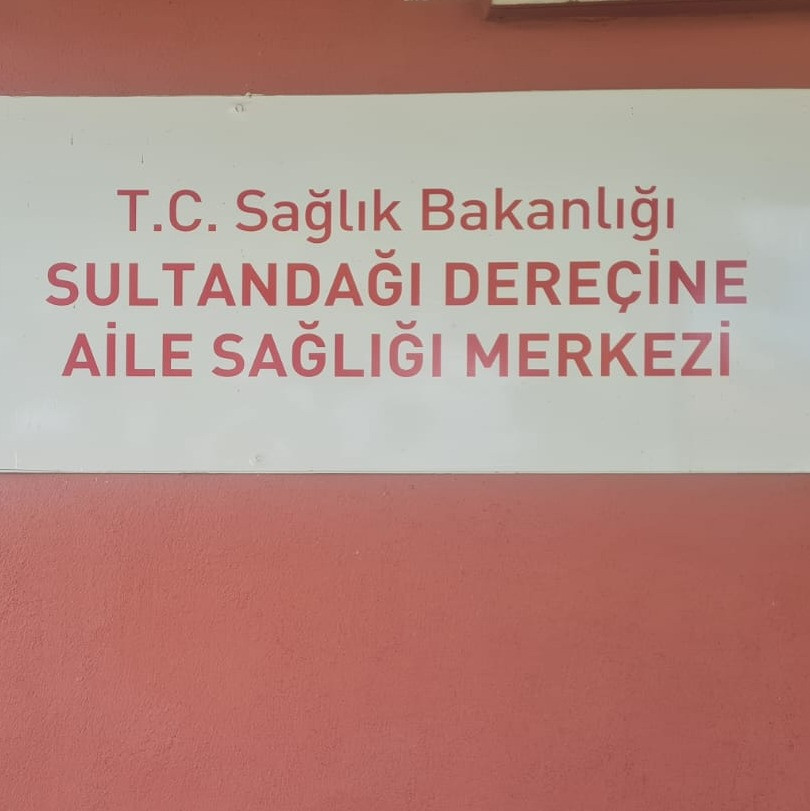 T.C. Sağlık Bakanlığı
SULTANDAĞI DEREÇİNE
AİLE SAĞLIĞI MERKEZİ